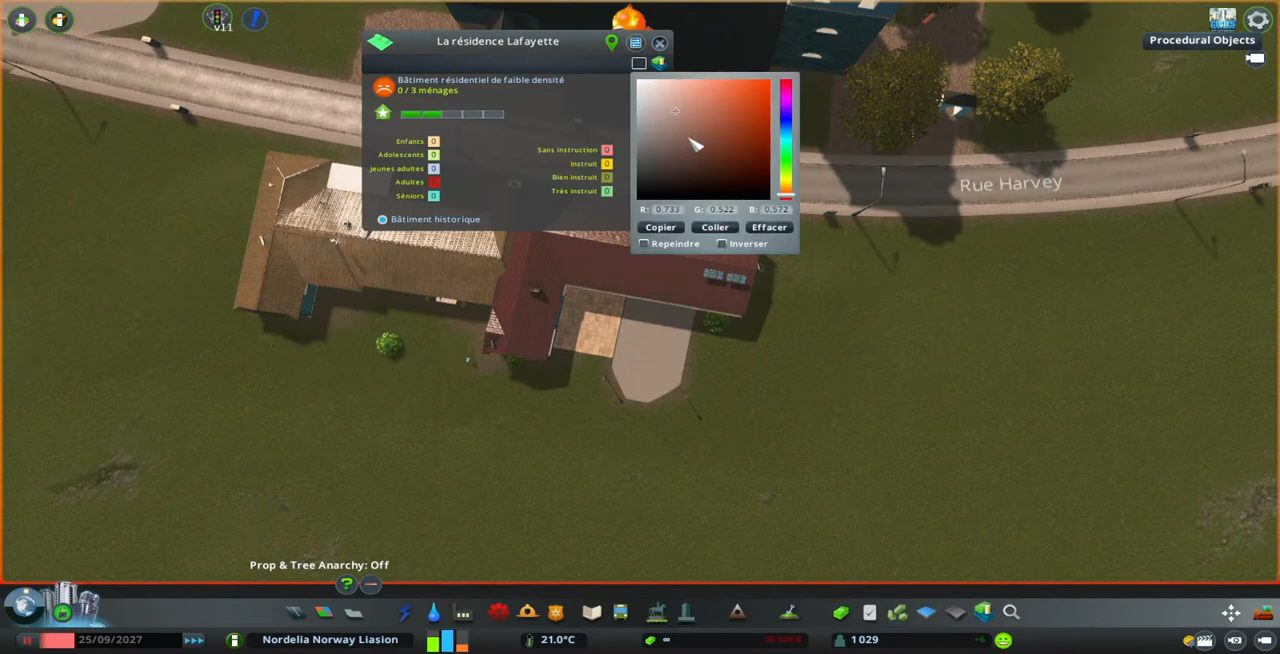 v11
Procedural Objects
La résidence Lafayette
Bâtiment résidentiel de faible densité
0 / 3 ménages
Enfants 0
Adolescents 0
Jeunes adultes 0
Adultes
Séniors 0
Sans instruction 0
Instruit 0
Bien instruit 0
Très instruit 0
Bâtiment historique
R: 0,733 G: 0,522 B: 0,572
Copier Coller Effacer
Repeindre Inverser
Rue Harvey
Prop & Tree Anarchy: Off
?
25/09/2027
Nordelia Norway Liasion
21.0°C
∞
1 029
+6